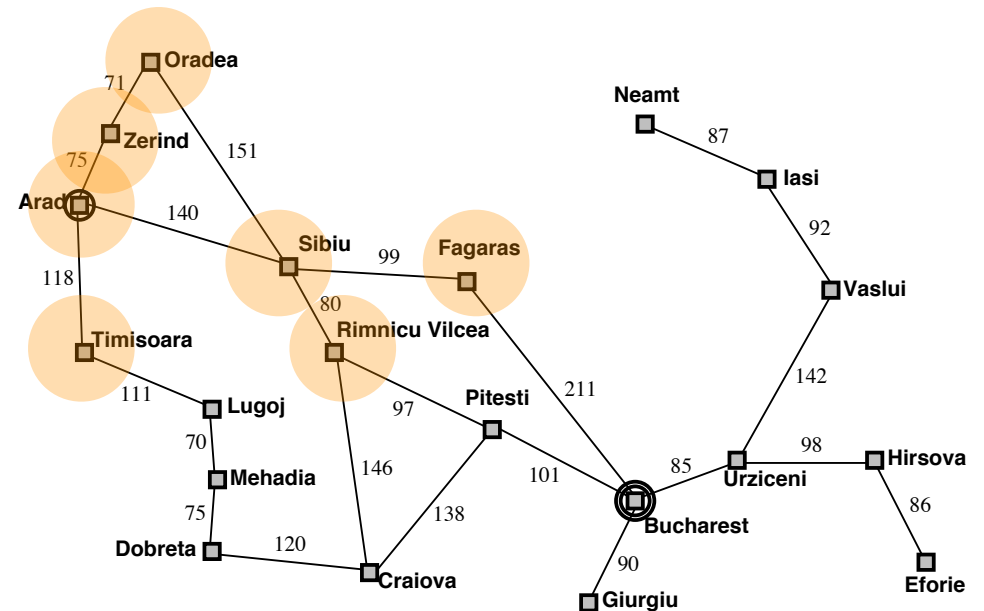 Oradea
71
Neamt
87
Zerind
151
75
Iasi
Arad
140
92
Sibiu
99
Fagaras
118
80
Vaslui
Timisoara
Rimnicu Vilcea
142
111
97
Pitesti
211
Lugoj
70
146
101
85
98
Hirsova
Mehadia
Urziceni
75
138
86
Bucharest
Dobreta
120
90
Craiova
Eforie
Giurgiu